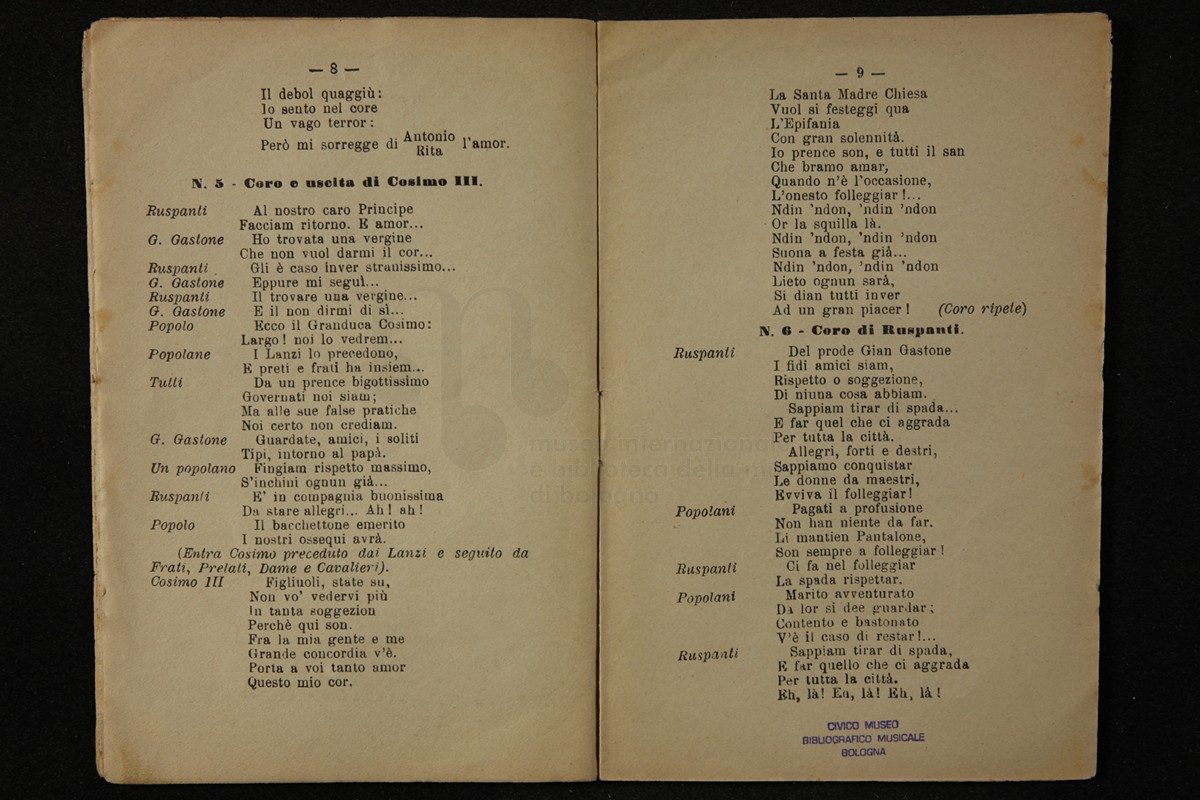 — 8 —
Il debol quaggiù:
Io sento nel core
Un vago terror:
Però mi sorregge di Antonio l'amor.
Rita
N. 5 - Coro e uscita di Cosimo III.
Ruspanti Al nostro caro Principe
Facciam ritorno. E amor...
G. Gastone Ho trovata una vergine
Che non vuol darmi il cor...
Ruspanti Gli è caso inver stranissimo...
G. Gastone Eppure mi seguì...
Ruspanti Il trovare una vergine...
G. Gastone E il non dirmi di sì...
Popolo Ecco il Granduca Cosimo:
Largo! noi lo vedrem...
Popolane I Lanzi lo precedono,
E preti e frati ha insiem...
Tutti Da un prence bigottissimo
Governati noi siam;
Ma alle sue false pratiche
Noi certo non crediam.
G. Gastone Guardate, amici, i soliti
Tipi, intorno al papà.
Un popolano Fingiam rispetto massimo,
S'inchini ognun già...
Ruspanti E' in compagnia buonissima
Da stare allegri... Ah! ah!
Popolo Il bacchettone emerito
I nostri ossequi avrà.
(Entra Cosimo preceduto dai Lanzi e seguito da
Frati, Prelati, Dame e Cavalieri).
Cosimo III Figliuoli, state su,
Non vo' vedervi più
In tanta soggezion
Perchè qui son.
Fra la mia gente e me
Grande concordia v'è.
Porta a voi tanto amor
Questo mio cor.
— 9 —
La Santa Madre Chiesa
Vuol si festeggi qua
L'Epifania
Con gran solennità.
Io prence son, e tutti il san
Che bramo amar,
Quando n'è l'occasione,
L'onesto folleggiar!...
Ndin 'ndon, 'ndin 'ndon
Or la squilla là.
Ndin 'ndon, 'ndin 'ndon
Suona a festa già...
Ndin 'ndon, 'ndin 'ndon
Lieto ognun sarà,
Si dian tutti inver
Ad un gran piacer! (Coro ripete)
N. 6 - Coro di Ruspanti.
Ruspanti Del prode Gian Gastone
I fidi amici siam,
Rispetto o soggezione,
Di niuna cosa abbiam.
Sappiam tirar di spada...
E far quel che ci aggrada
Per tutta la città.
Allegri, forti e destri,
Sappiamo conquistar
Le donne da maestri,
Evviva il folleggiar!
Popolani Pagati a profusione
Non han niente da far.
Li mantien Pantalone,
Son sempre a folleggiar!
Ruspanti Ci fa nel folleggiar
La spada rispettar.
Popolani Marito avventurato
Da lor si dee guardar;
Contento e bastonato
V'è il caso di restar!...
Ruspanti Sappiam tirar di spada,
E far quello che ci aggrada
Per tutta la città.
Eh, là! Eh, là! Eh, là!
CIVICO MUSEO
BIBLIOGRAFICO MUSICALE
BOLOGNA
museo internazionale
e biblioteca della
di bologna